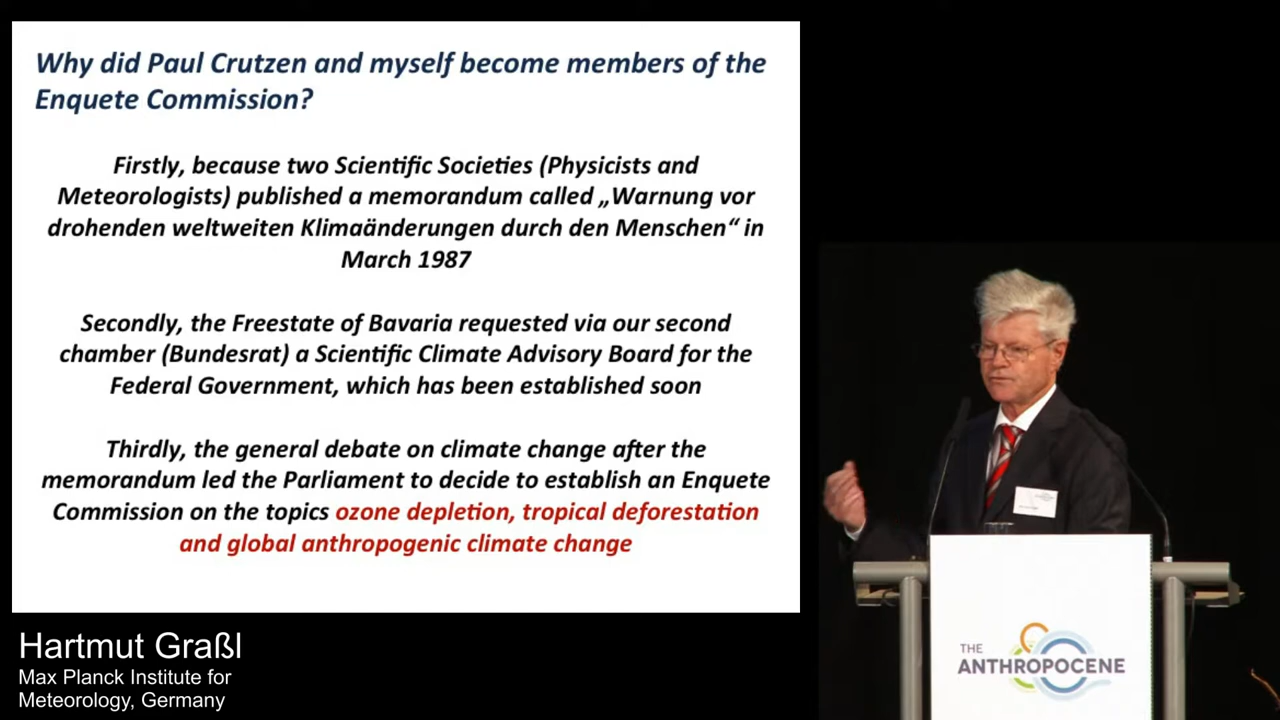 Why did Paul Crutzen and myself become members of the
Enquete Commission?
Firstly, because two Scientific Societies (Physicists and
Meteorologists) published a memorandum called „Warnung vor
drohenden weltweiten Klimaänderungen durch den Menschen“ in
March 1987
Secondly, the Freestate of Bavaria requested via our second
chamber (Bundesrat) a Scientific Climate Advisory Board for the
Federal Government, which has been established soon
Thirdly, the general debate on climate change after the
memorandum led the Parliament to decide to establish an Enquete
Commission on the topics ozone depletion, tropical deforestation
and global anthropogenic climate change
Hartmut Graßl
Max Planck Institute for
Meteorology, Germany
THE
ANTHROPOCENE